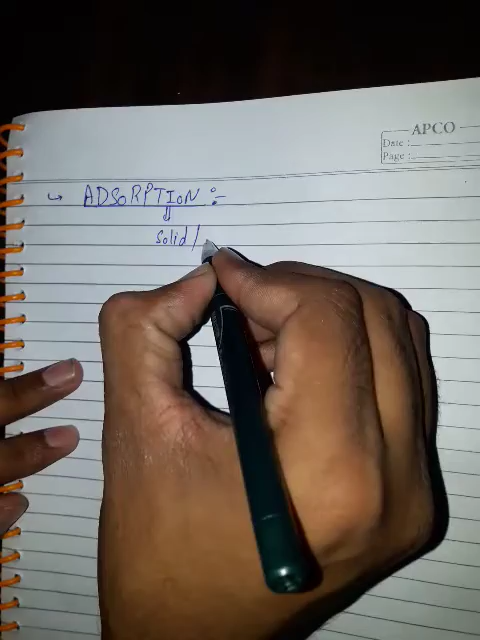 APCO
Date :
Page :
↳ ADSORPTION :-
⇓
Solid /